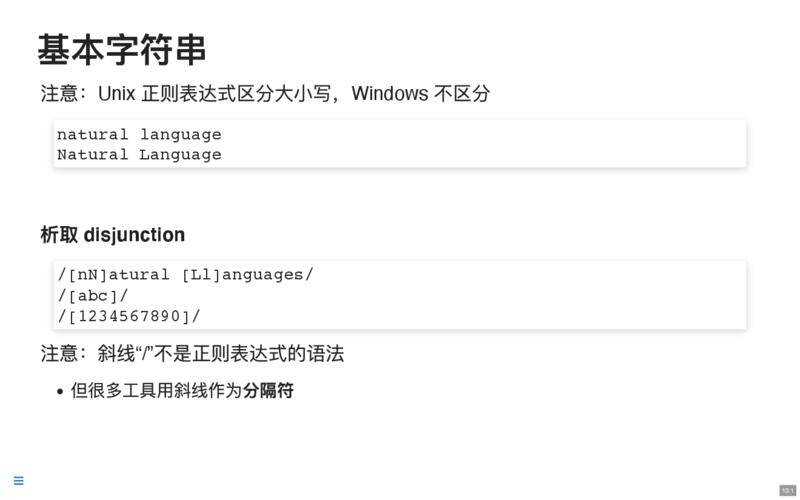 基本字符串
注意：Unix 正则表达式区分大小写，Windows 不区分
natural language
Natural Language
析取 disjunction
/[nN]atural [Ll]anguages/
/[abc]/
/[1234567890]/
注意：斜线“/”不是正则表达式的语法
• 但很多工具用斜线作为分隔符
13.1